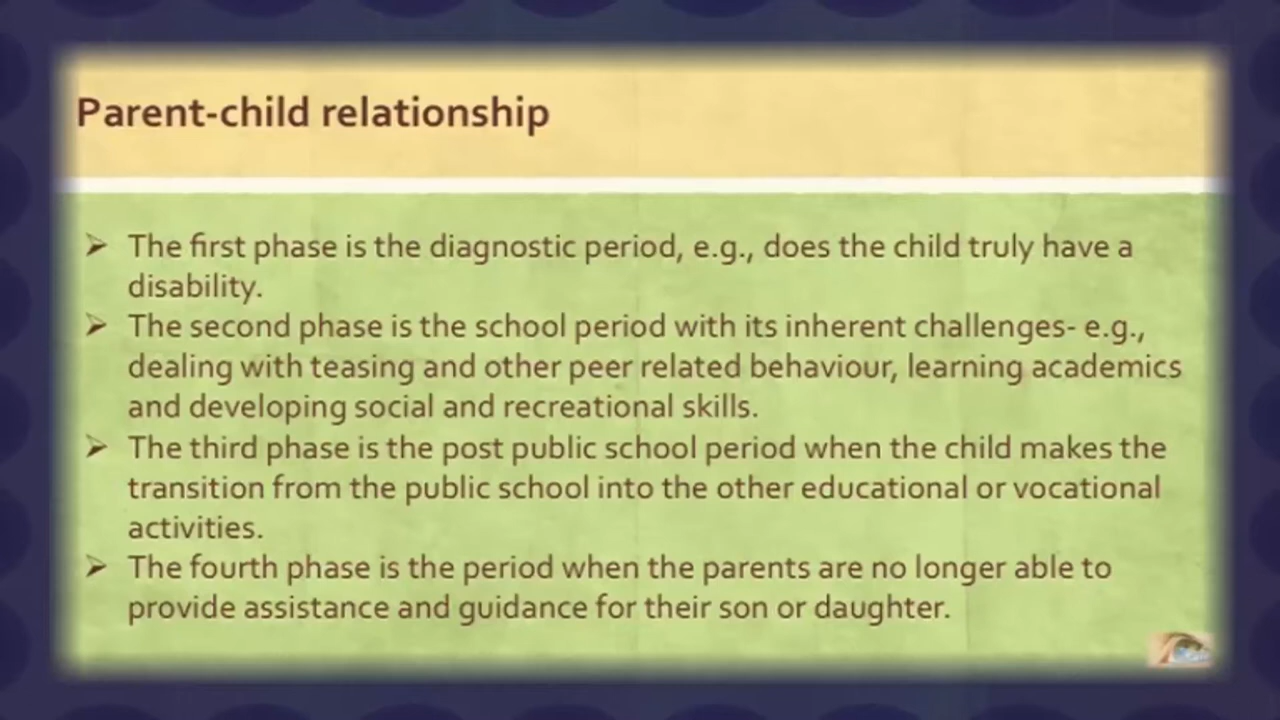 Parent-child relationship
➢ The first phase is the diagnostic period, e.g., does the child truly have a
disability.
➢ The second phase is the school period with its inherent challenges- e.g.,
dealing with teasing and other peer related behaviour, learning academics
and developing social and recreational skills.
➢ The third phase is the post public school period when the child makes the
transition from the public school into the other educational or vocational
activities.
➢ The fourth phase is the period when the parents are no longer able to
provide assistance and guidance for their son or daughter.